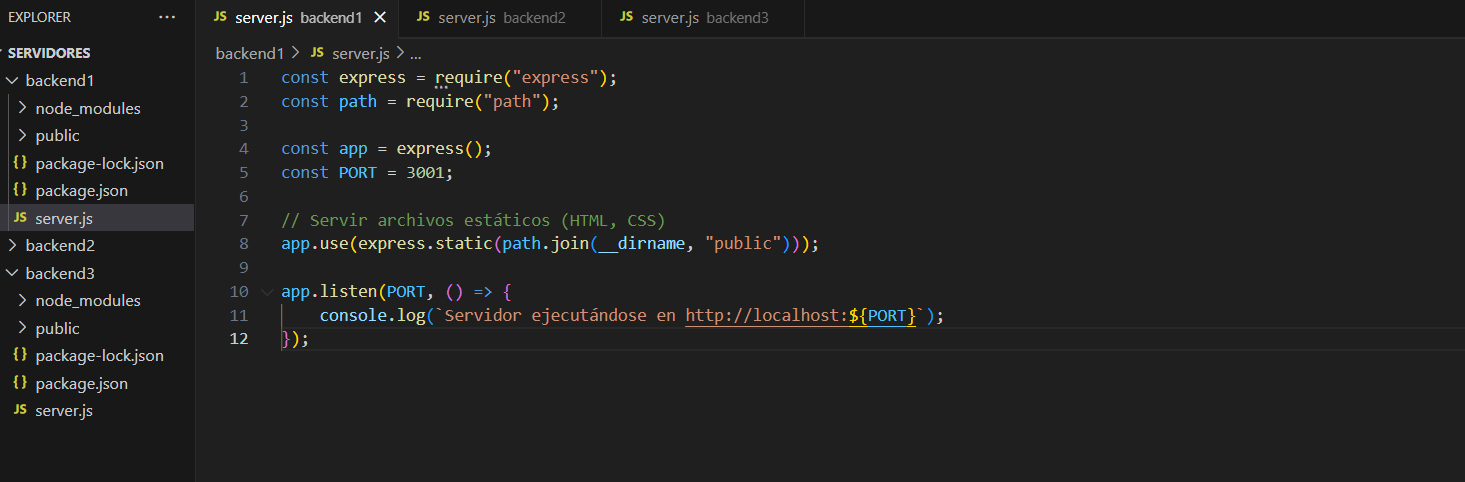 EXPLORER ...
SERVIDORES
backend1
node_modules
public
{} package-lock.json
{} package.json
JS server.js
backend2
backend3
node_modules
public
{} package-lock.json
{} package.json
JS server.js
JS server.js backend1 ×
JS server.js backend2
JS server.js backend3
backend1 > JS server.js > ...
1 const express = require("express");
2 const path = require("path");
3
4 const app = express();
5 const PORT = 3001;
6
7 // Servir archivos estáticos (HTML, CSS)
8 app.use(express.static(path.join(__dirname, "public")));
9
10 app.listen(PORT, () => {
11     console.log(`Servidor ejecutándose en http://localhost:${PORT}`);
12 });